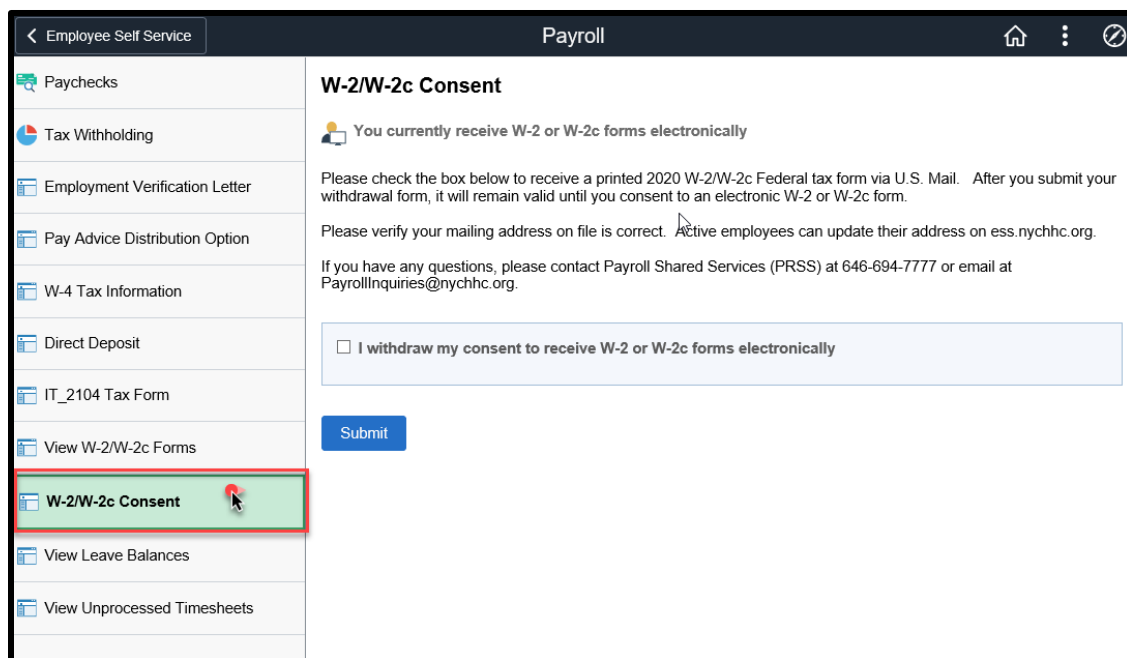 Employee Self Service
Payroll
Paychecks
Tax Withholding
Employment Verification Letter
Pay Advice Distribution Option
W-4 Tax Information
Direct Deposit
IT_2104 Tax Form
View W-2/W-2c Forms
W-2/W-2c Consent
View Leave Balances
View Unprocessed Timesheets
W-2/W-2c Consent
You currently receive W-2 or W-2c forms electronically
Please check the box below to receive a printed 2020 W-2/W-2c Federal tax form via U.S. Mail. After you submit your
withdrawal form, it will remain valid until you consent to an electronic W-2 or W-2c form.
Please verify your mailing address on file is correct. Active employees can update their address on ess.nychhc.org.
If you have any questions, please contact Payroll Shared Services (PRSS) at 646-694-7777 or email at
PayrollInquiries@nychhc.org.
I withdraw my consent to receive W-2 or W-2c forms electronically
Submit